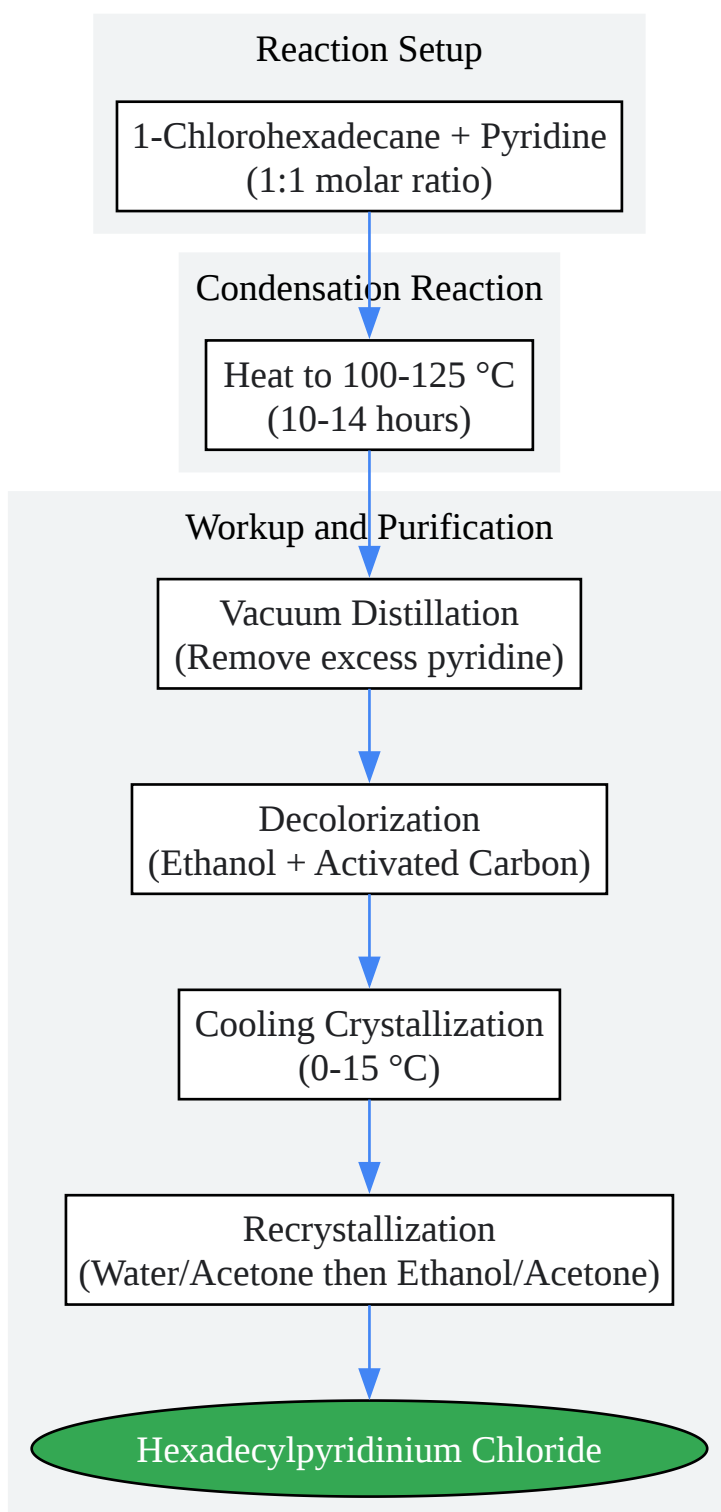 Reaction Setup
1-Chlorohexadecane + Pyridine
(1:1 molar ratio)
Condensation Reaction
Heat to 100-125 °C
(10-14 hours)
Workup and Purification
Vacuum Distillation
(Remove excess pyridine)
Decolorization
(Ethanol + Activated Carbon)
Cooling Crystallization
(0-15 °C)
Recrystallization
(Water/Acetone then Ethanol/Acetone)
Hexadecylpyridinium Chloride